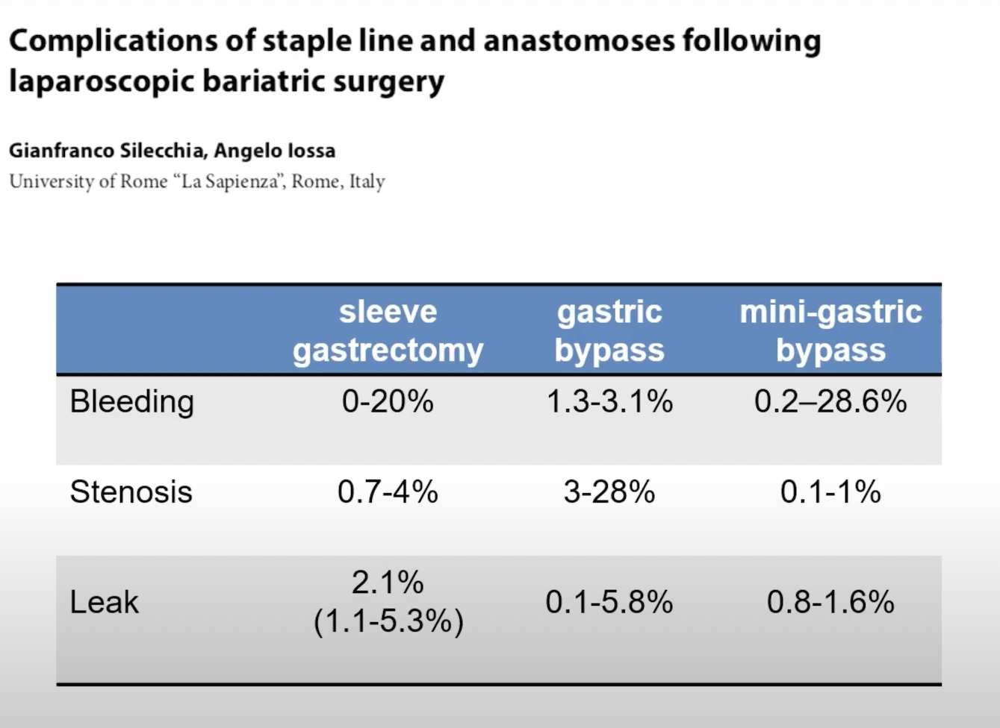 Complications of staple line and anastomoses following
laparoscopic bariatric surgery
Gianfranco Silecchia, Angelo Iossa
University of Rome “La Sapienza”, Rome, Italy
sleeve gastrectomy gastric bypass mini-gastric bypass
Bleeding 0-20% 1.3-3.1% 0.2–28.6%
Stenosis 0.7-4% 3-28% 0.1-1%
Leak 2.1% (1.1-5.3%) 0.1-5.8% 0.8-1.6%